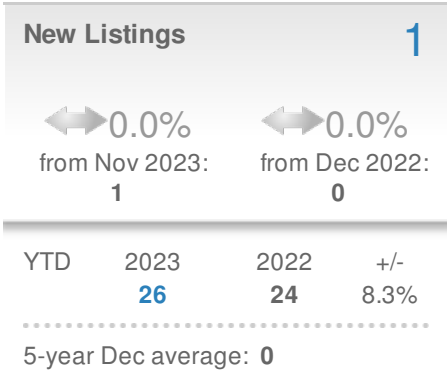 New Listings 1
0.0% 0.0%
from Nov 2023: from Dec 2022:
1 0
YTD 2023 2022 +/-
26 24 8.3%
5-year Dec average: 0